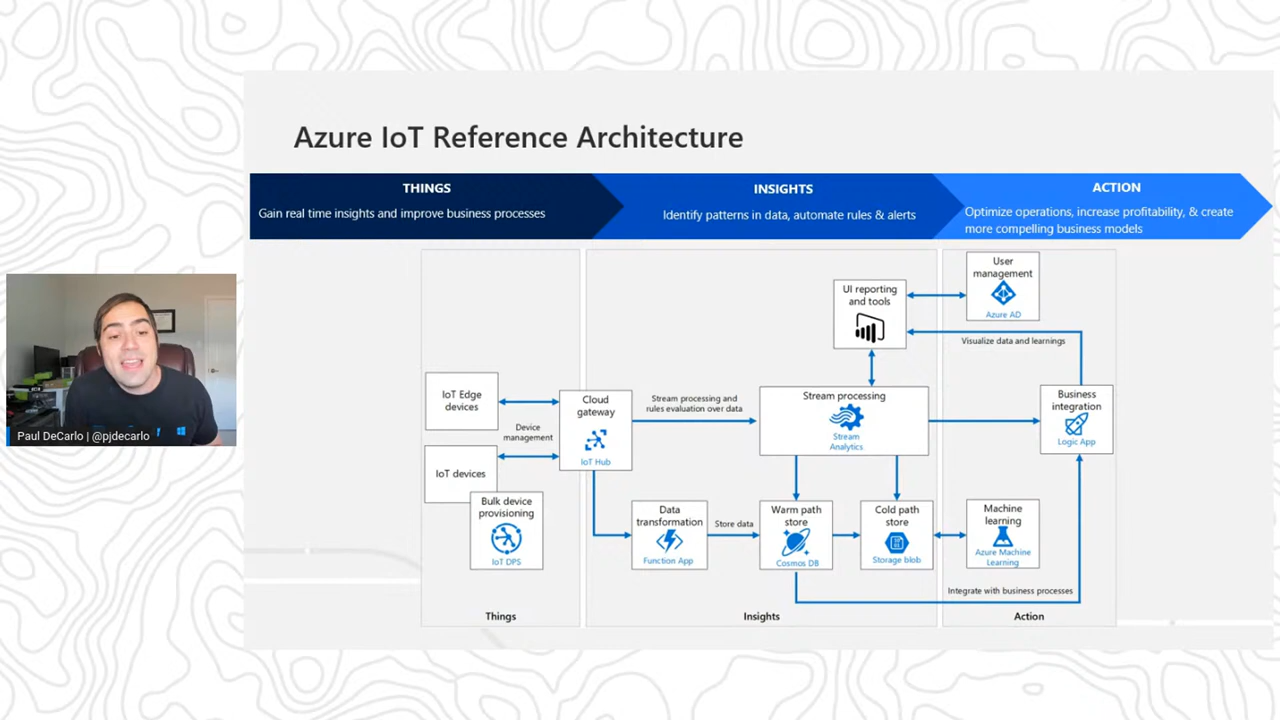 Azure IoT Reference Architecture
THINGS
Gain real time insights and improve business processes
INSIGHTS
Identify patterns in data, automate rules & alerts
ACTION
Optimize operations, increase profitability, & create
more compelling business models
User
management
Azure AD
UI reporting
and tools
Visualize data and learnings
IoT Edge
devices
Cloud
gateway
IoT Hub
Stream processing and
rules evaluation over data
Stream processing
Stream
Analytics
Business
integration
Logic App
Device
management
IoT devices
Bulk device
provisioning
IoT DPS
Data
transformation
Function App
Store data
Warm path
store
Cosmos DB
Cold path
store
Storage blob
Machine
learning
Azure Machine
Learning
Integrate with business processes
Things
Insights
Action
Paul DeCarlo | @pjdecarlo